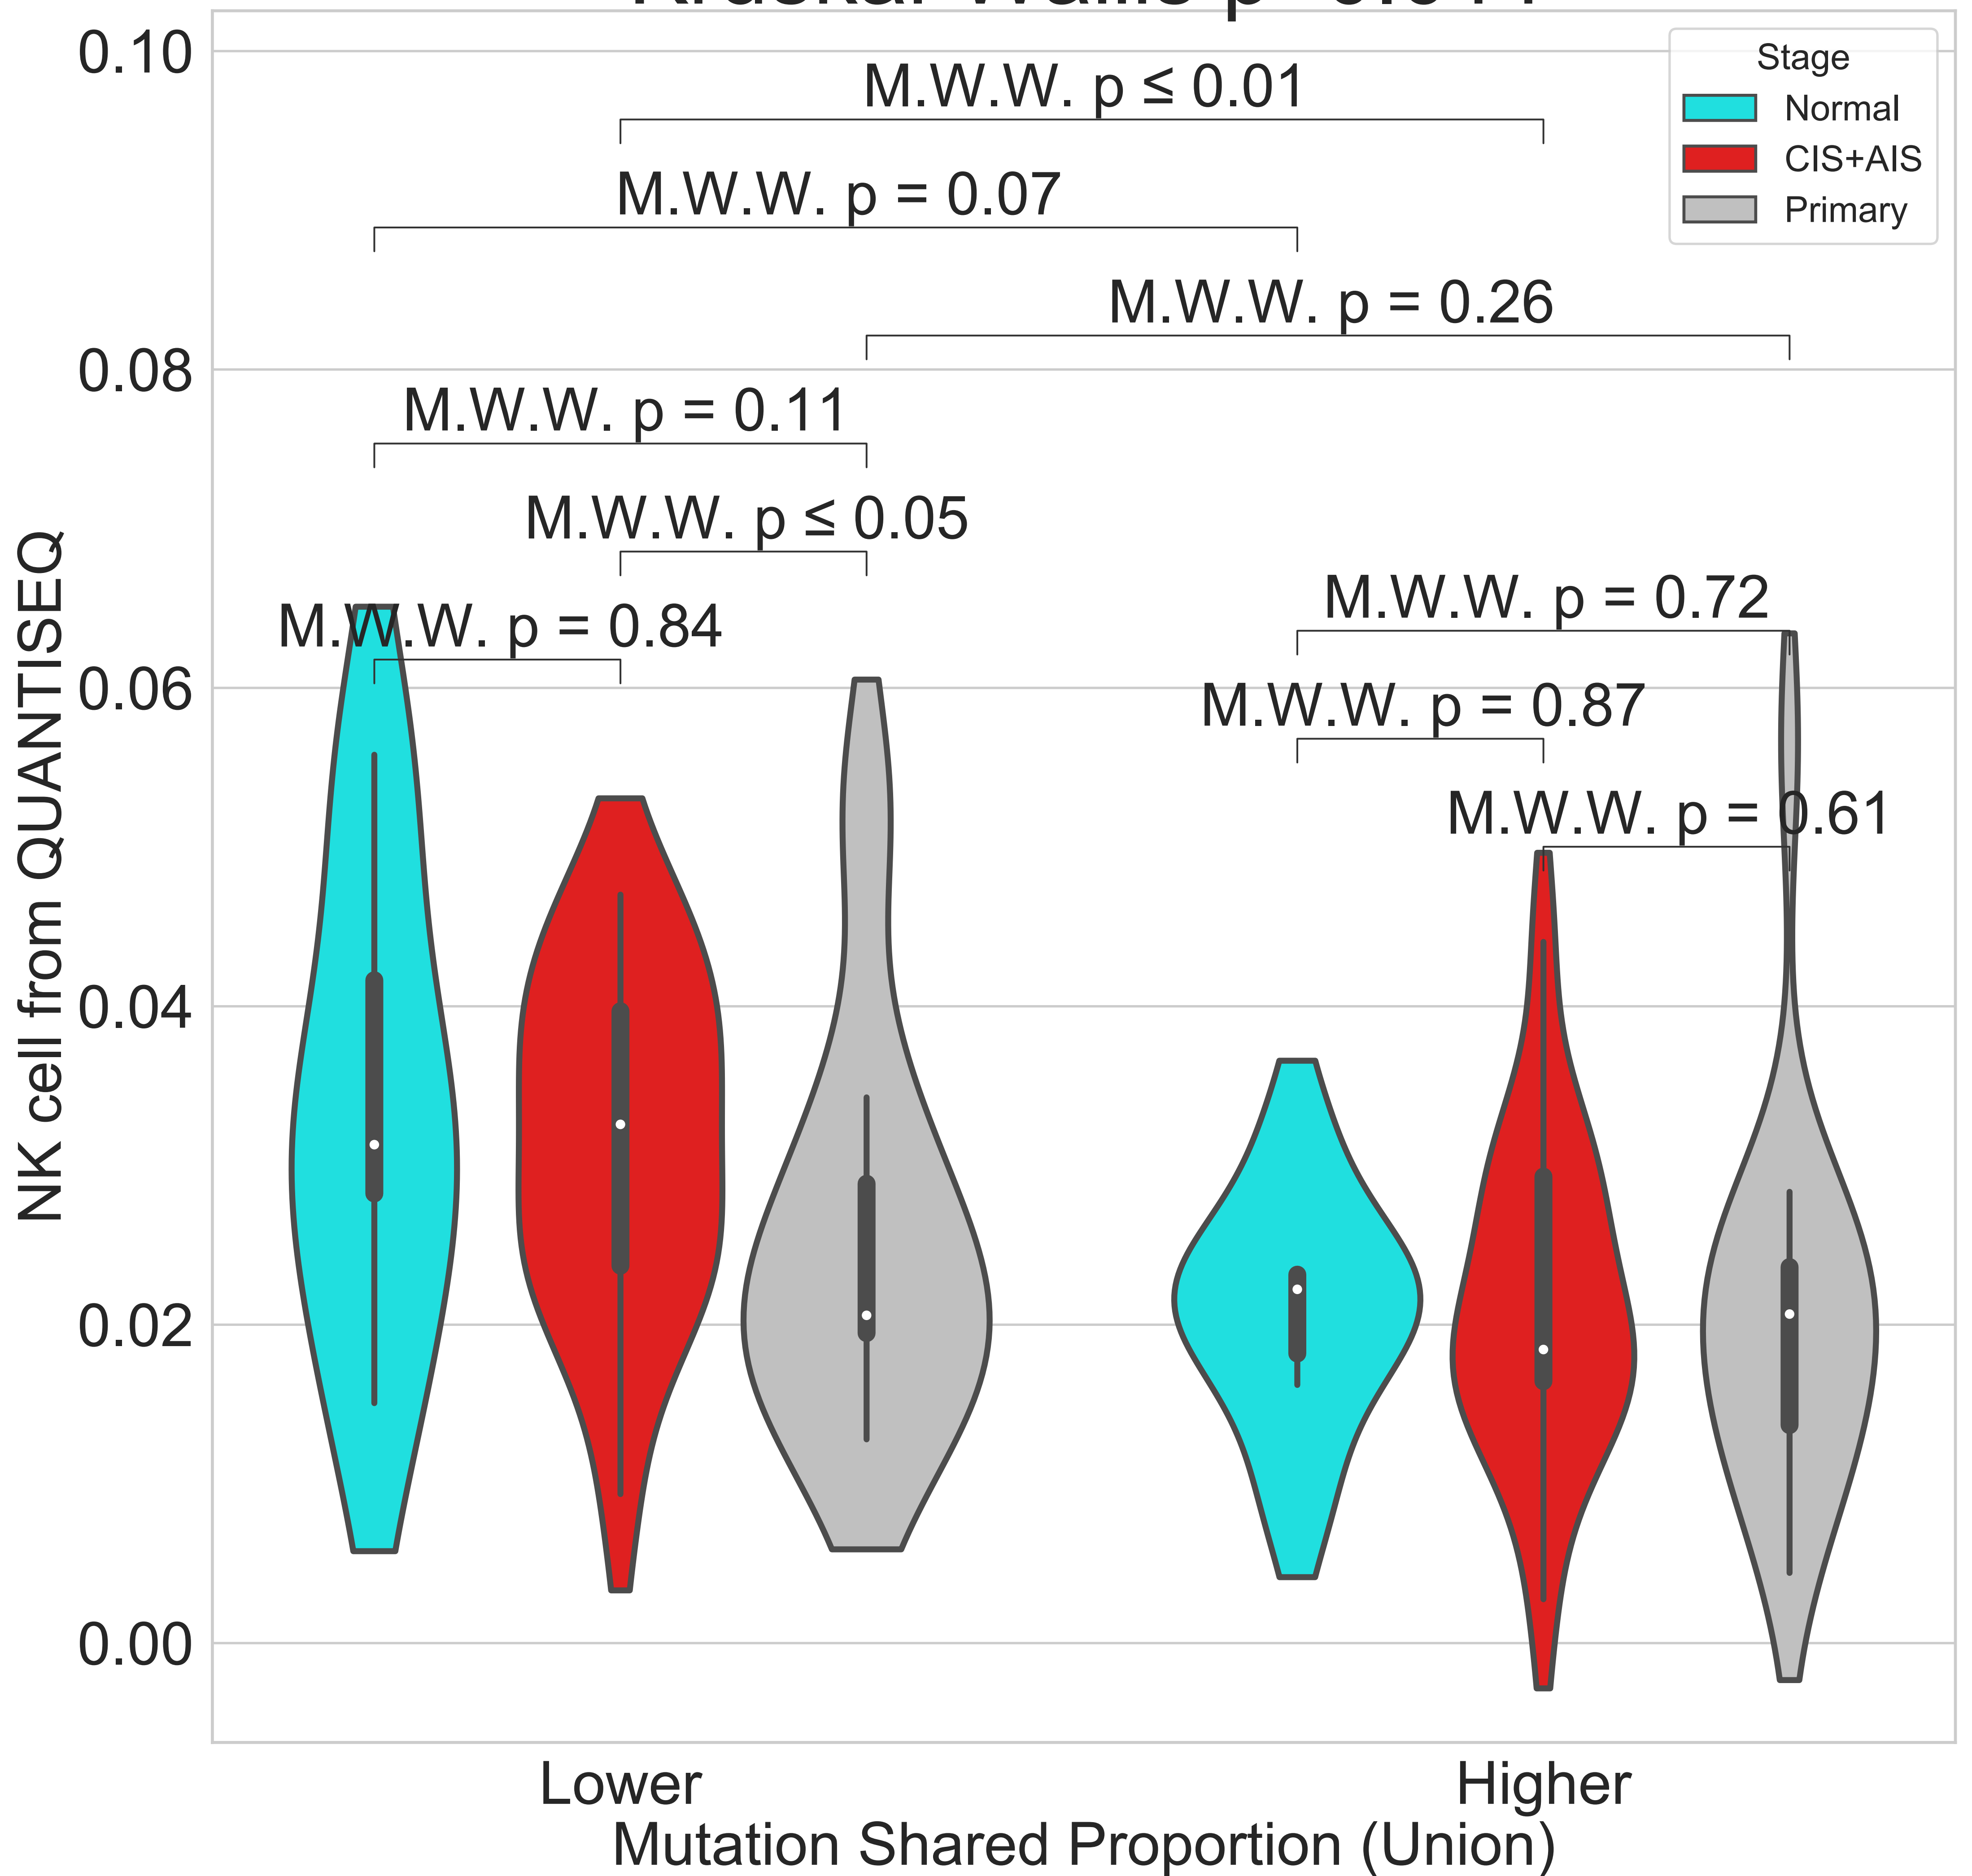 0.10
M.W.W. p ≤ 0.01
Stage
Normal
CIS+AIS
Primary
M.W.W. p = 0.07
M.W.W. p = 0.26
0.08
M.W.W. p = 0.11
M.W.W. p ≤ 0.05
M.W.W. p = 0.84
M.W.W. p = 0.72
0.06
M.W.W. p = 0.87
M.W.W. p = 0.61
NK cell from QUANTISEQ
0.04
0.02
0.00
Lower
Higher
Mutation Shared Proportion (Union)